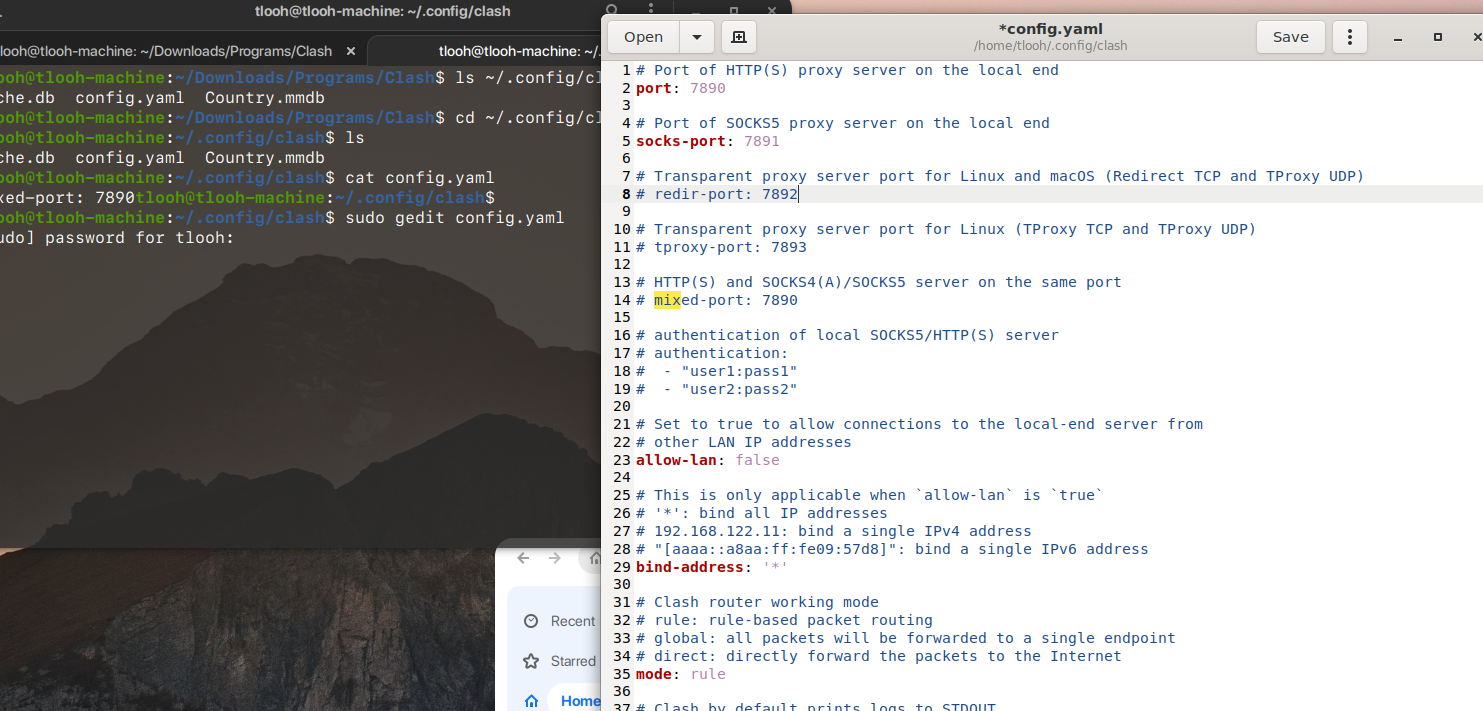 tlooh@tlooh-machine: ~/.config/clash
looh@tlooh-machine: ~/Downloads/Programs/Clash ×
tlooh@tlooh-machine: ~/.
ooh@tlooh-machine:~/Downloads/Programs/Clash$ ls ~/.config/cl
che.db config.yaml Country.mmdb
ooh@tlooh-machine:~/Downloads/Programs/Clash$ cd ~/.config/cl
ooh@tlooh-machine:~/.config/clash$ ls
che.db config.yaml Country.mmdb
ooh@tlooh-machine:~/.config/clash$ cat config.yaml
xed-port: 7890tlooh@tlooh-machine:~/.config/clash$
ooh@tlooh-machine:~/.config/clash$ sudo gedit config.yaml
udo] password for tlooh:
Recent
Starred
Home
Open
*config.yaml
/home/tlooh/.config/clash
Save
1 # Port of HTTP(S) proxy server on the local end
2 port: 7890
3
4 # Port of SOCKS5 proxy server on the local end
5 socks-port: 7891
6
7 # Transparent proxy server port for Linux and macOS (Redirect TCP and TProxy UDP)
8 # redir-port: 7892
9
10 # Transparent proxy server port for Linux (TProxy TCP and TProxy UDP)
11 # tproxy-port: 7893
12
13 # HTTP(S) and SOCKS4(A)/SOCKS5 server on the same port
14 # mixed-port: 7890
15
16 # authentication of local SOCKS5/HTTP(S) server
17 # authentication:
18 #  - "user1:pass1"
19 #  - "user2:pass2"
20
21 # Set to true to allow connections to the local-end server from
22 # other LAN IP addresses
23 allow-lan: false
24
25 # This is only applicable when `allow-lan` is `true`
26 # '*': bind all IP addresses
27 # 192.168.122.11: bind a single IPv4 address
28 # "[aaaa::a8aa:ff:fe09:57d8]": bind a single IPv6 address
29 bind-address: '*'
30
31 # Clash router working mode
32 # rule: rule-based packet routing
33 # global: all packets will be forwarded to a single endpoint
34 # direct: directly forward the packets to the Internet
35 mode: rule
36
37 # Clash by default prints logs to STDOUT